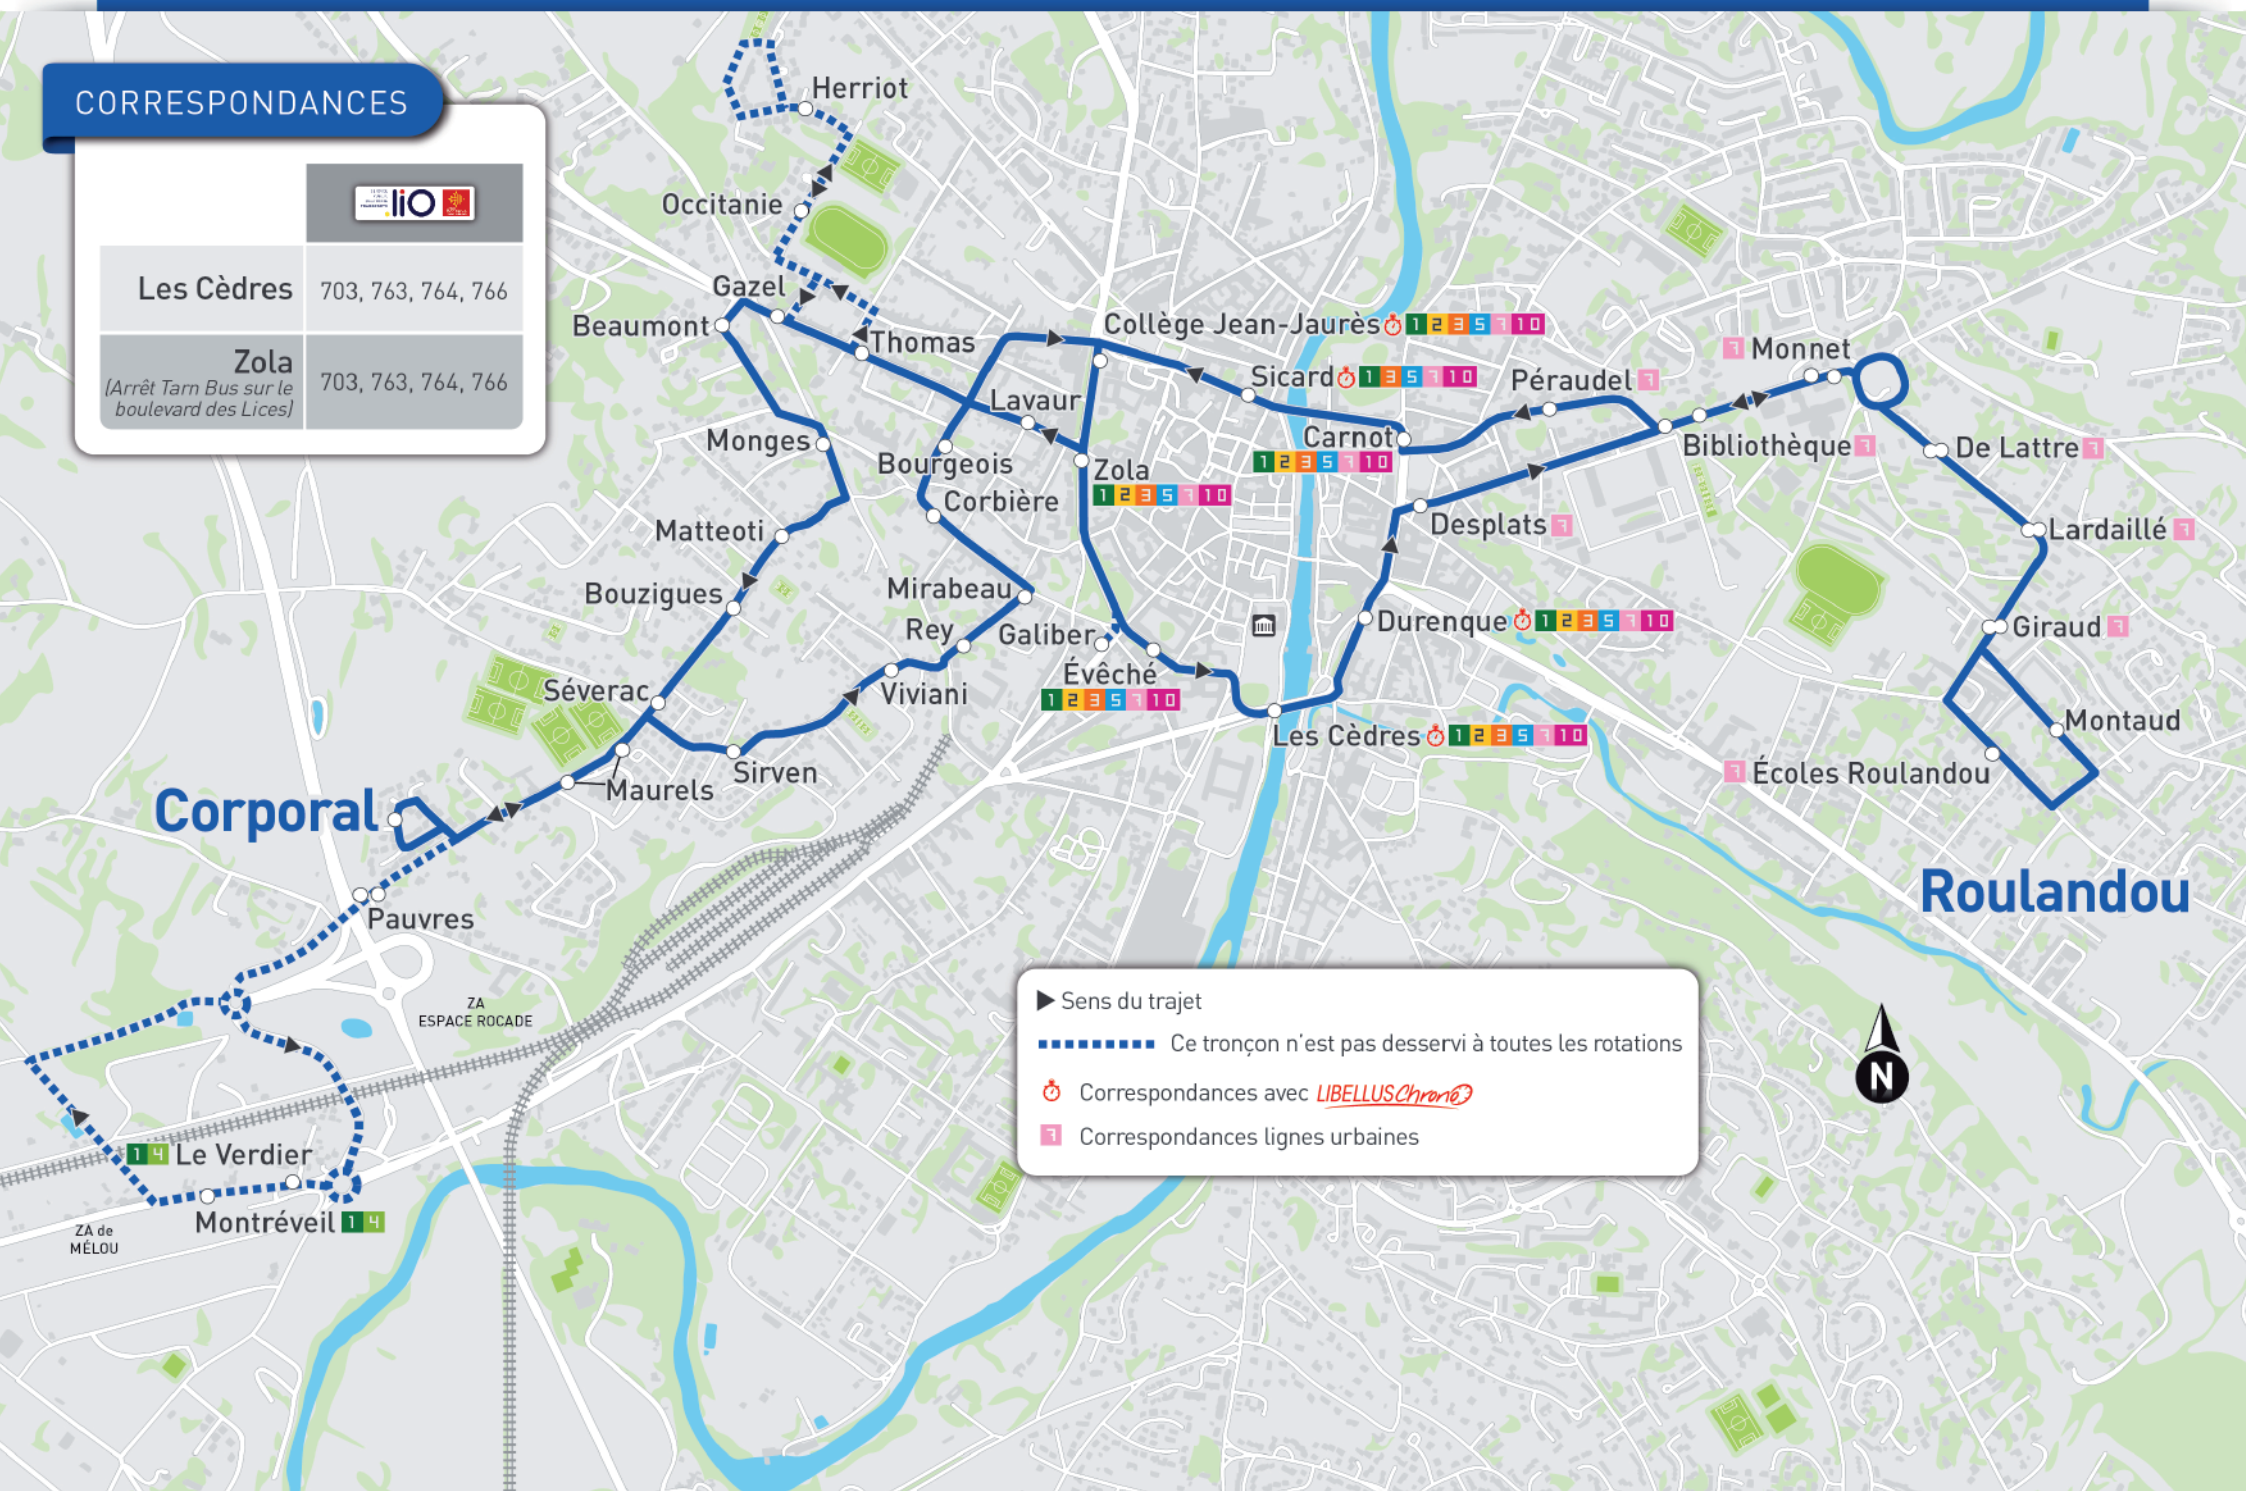 CORRESPONDANCES
liO
Les Cèdres 703, 763, 764, 766
Zola
(Arrêt Tarn Bus sur le
boulevard des Lices)
703, 763, 764, 766
Herriot
Occitanie
Gazel
Beaumont
Thomas
Collège Jean-Jaurès 1 2 3 5 7 10
Sicard 1 3 5 7 10
Péraudel 7
7 Monnet
Lavaur
Monges
Carnot
1 2 3 5 7 10
Bibliothèque 7
De Lattre 7
Bourgeois
Zola
1 2 3 5 7 10
Corbière
Matteoti
Desplats 7
Lardaillé 7
Bouzigues
Mirabeau
Rey
Galiber
Durenque 1 2 3 5 7 10
Giraud 7
Évêché
1 2 3 5 7 10
Séverac
Viviani
Montaud
Les Cèdres 1 2 3 5 7 10
Sirven
7 Écoles Roulandou
Maurels
Corporal
Roulandou
Pauvres
ZA
ESPACE ROCADE
Sens du trajet
Ce tronçon n'est pas desservi à toutes les rotations
Correspondances avec LIBELLUS Chrono
7 Correspondances lignes urbaines
N
1 4 Le Verdier
Montréveil 1 4
ZA de
MÉLOU